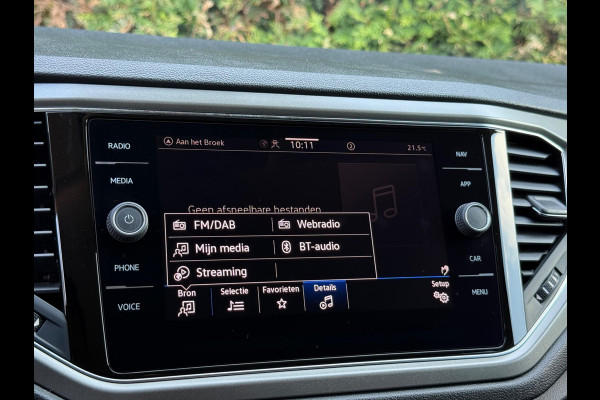 RADIO
MEDIA
PHONE
VOICE
Aan het Broek 10:11 2 21.5°C
Geen afspeelbare bestanden
FM/DAB Webradio
Mijn media BT-audio
Streaming
Bron Selectie Favorieten Details Setup
NAV
APP
CAR
MENU